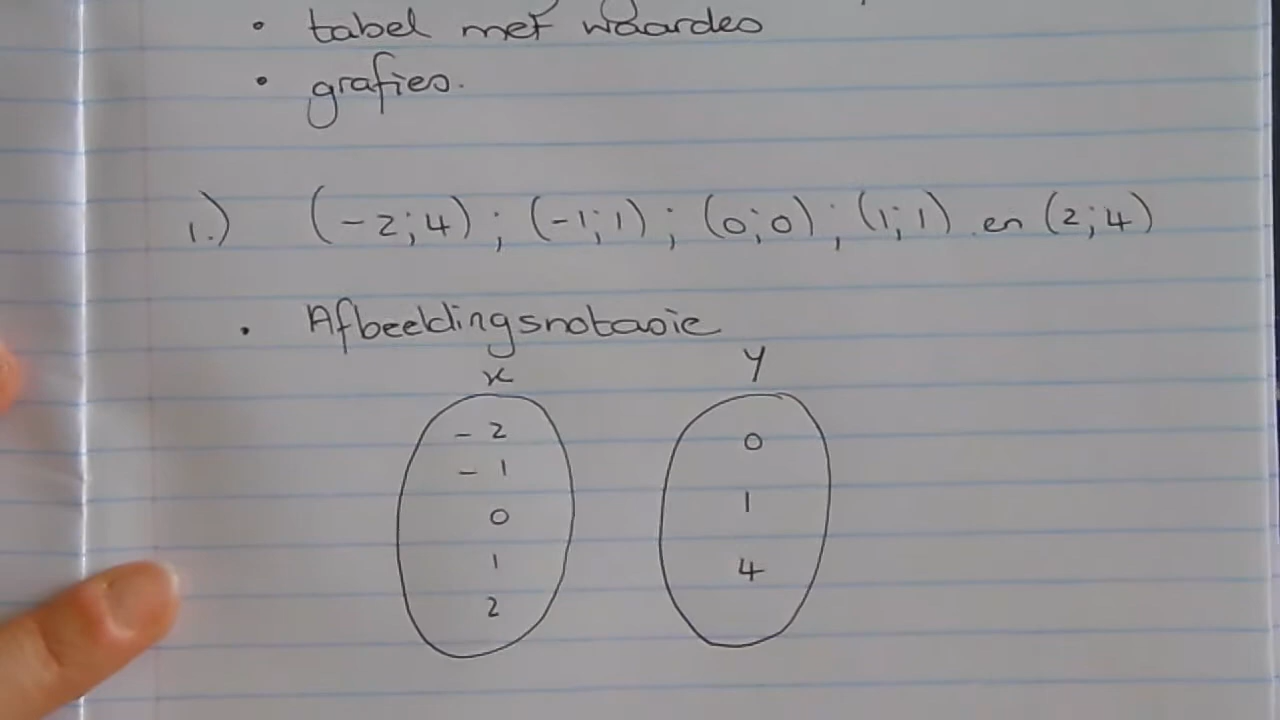 • tabel met waardes
• grafies.
1.) (-2;4) ; (-1;1) ; (0;0) ; (1;1) en (2;4)
• Afbeeldingsnotasie
x y
-2 0
-1 1
0 4
1
2